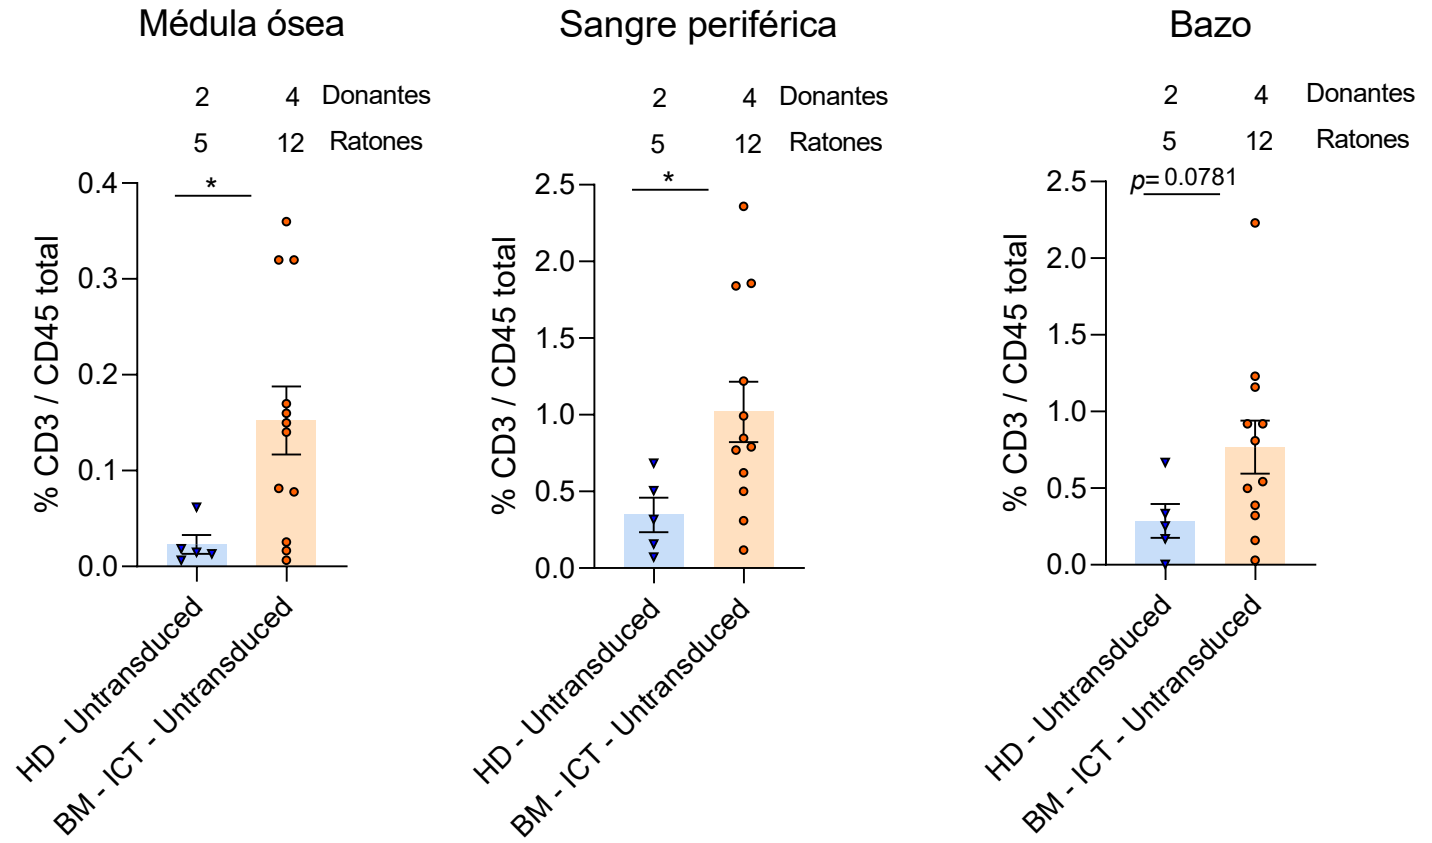 Médula ósea
2 4 Donantes
5 12 Ratones
*
% CD3 / CD45 total
0.4
0.3
0.2
0.1
0.0
HD - Untransduced
BM - ICT - Untransduced
Sangre periférica
2 4 Donantes
5 12 Ratones
*
% CD3 / CD45 total
2.5
2.0
1.5
1.0
0.5
0.0
HD - Untransduced
BM - ICT - Untransduced
Bazo
2 4 Donantes
5 12 Ratones
p= 0.0781
% CD3 / CD45 total
2.5
2.0
1.5
1.0
0.5
0.0
HD - Untransduced
BM - ICT - Untransduced